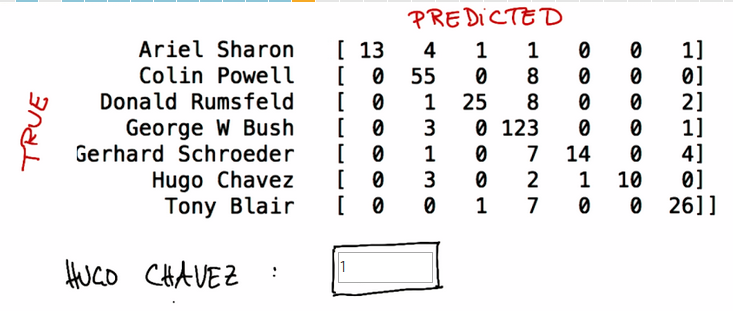 PREDICTED
TRUE
Ariel Sharon [ 13 4 1 1 0 0 1]
Colin Powell [ 0 55 0 8 0 0 0]
Donald Rumsfeld [ 0 1 25 8 0 0 2]
George W Bush [ 0 3 0 123 0 0 1]
Gerhard Schroeder [ 0 1 0 7 14 0 4]
Hugo Chavez [ 0 3 0 2 1 10 0]
Tony Blair [ 0 0 1 7 0 0 26]]
HUGO CHAVEZ : 1